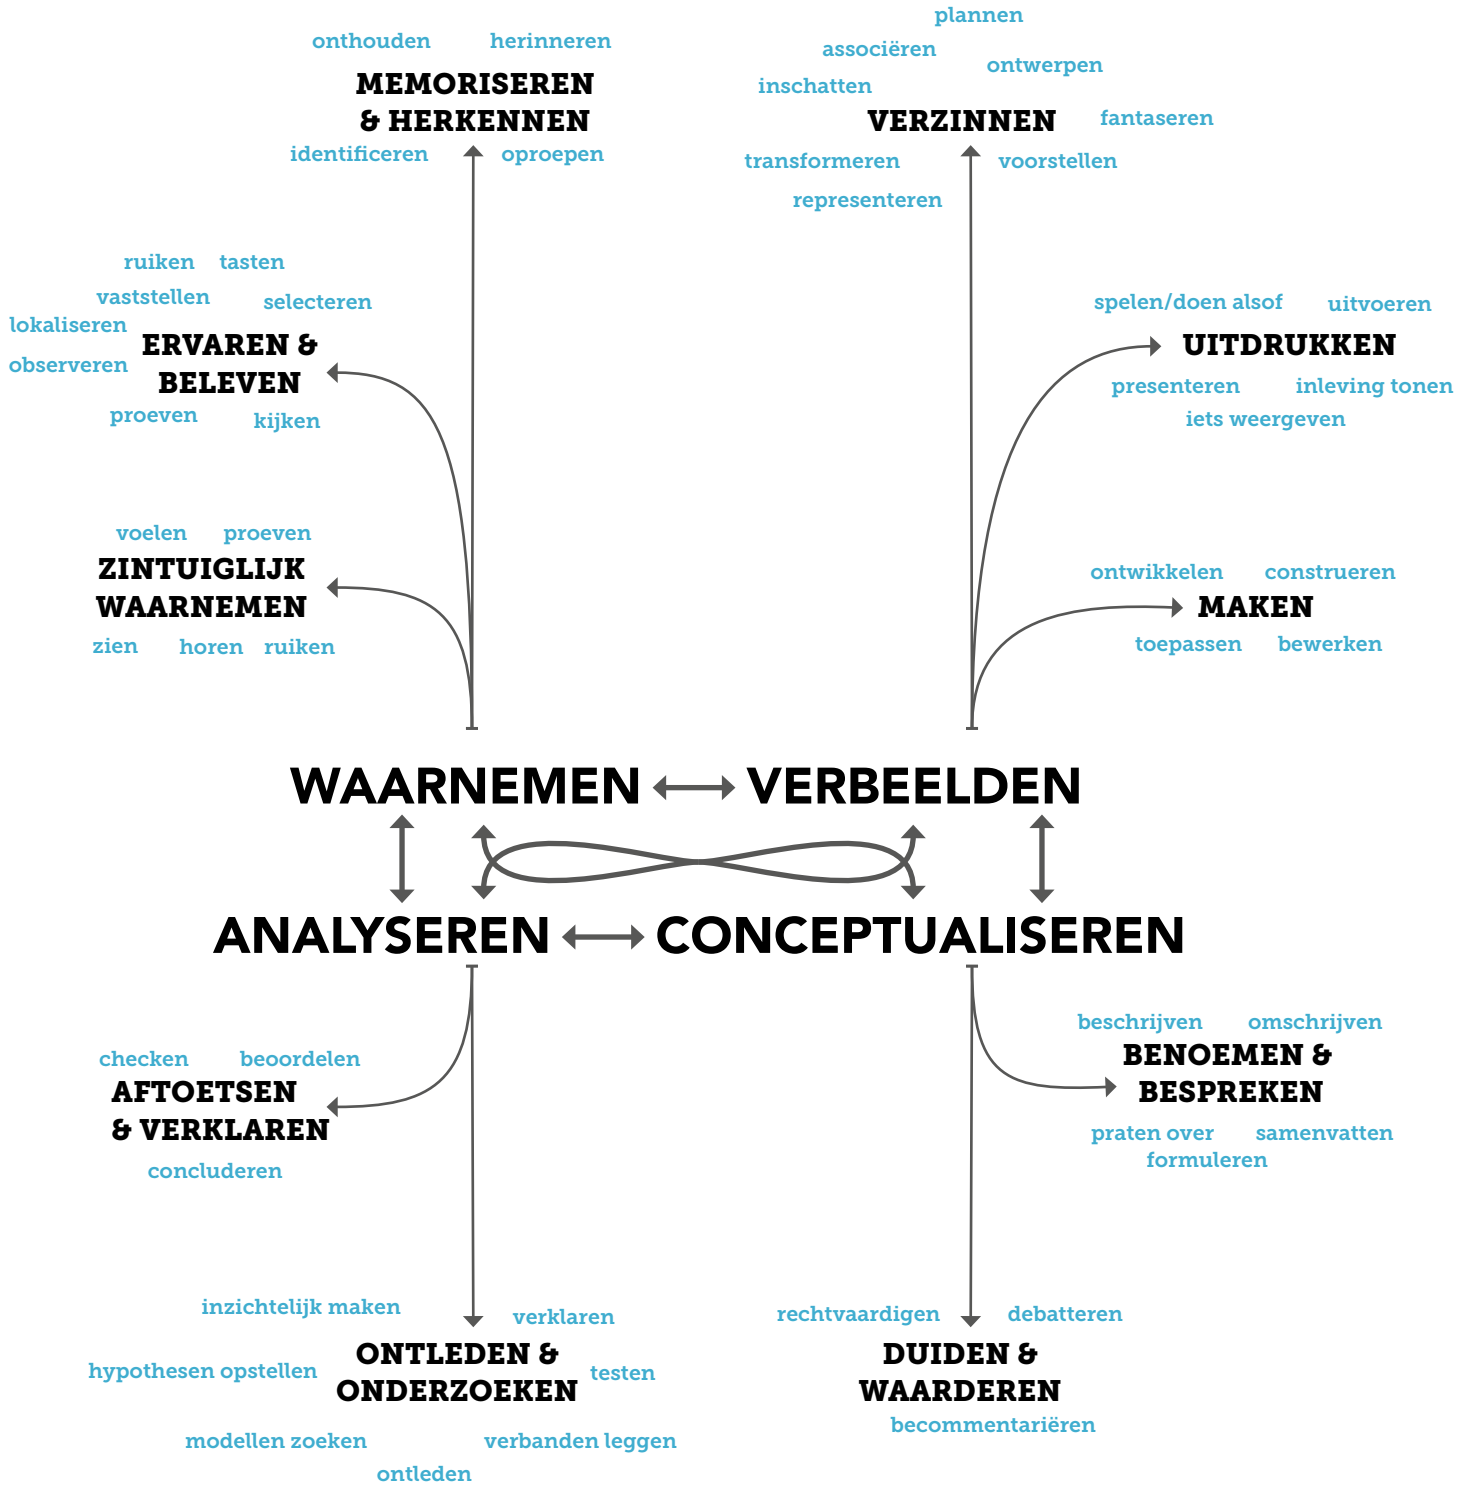 onthouden herinneren
MEMORISEREN
& HERKENNEN
identificeren oproepen
plannen
associëren
ontwerpen
inschatten
VERZINNEN
fantaseren
transformeren
voorstellen
representeren
ruiken tasten
vaststellen
selecteren
lokaliseren
ERVAREN &
observeren
BELEVEN
proeven
kijken
spelen/doen alsof
uitvoeren
UITDRUKKEN
presenteren
inleving tonen
iets weergeven
voelen proeven
ZINTUIGLIJK
WAARNEMEN
zien horen ruiken
ontwikkelen construeren
MAKEN
toepassen bewerken
WAARNEMEN VERBEELDEN
ANALYSEREN CONCEPTUALISEREN
checken beoordelen
AFTOETSEN
& VERKLAREN
concluderen
beschrijven omschrijven
BENOEMEN &
BESPREKEN
praten over samenvatten
formuleren
inzichtelijk maken
verklaren
ONTLEDEN &
hypothesen opstellen
testen
ONDERZOEKEN
modellen zoeken verbanden leggen
ontleden
rechtvaardigen debatteren
DUIDEN &
WAARDEREN
becommentariëren